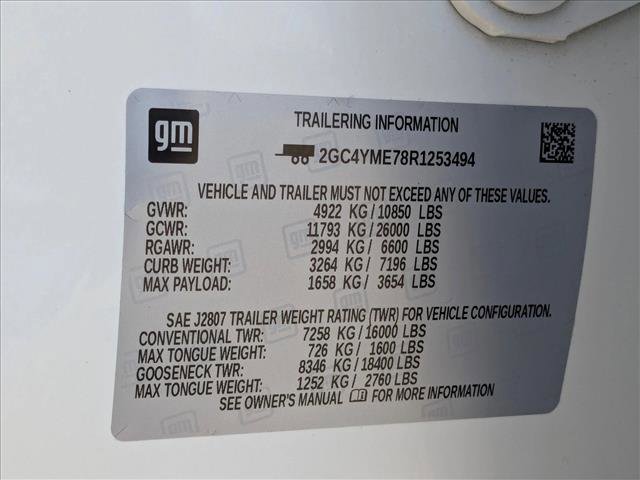 gm
TRAILERING INFORMATION
2GC4YME78R1253494
VEHICLE AND TRAILER MUST NOT EXCEED ANY OF THESE VALUES.
GVWR: 4922 KG/10850 LBS
GCWR: 11793 KG/26000 LBS
RGAWR: 2994 KG/ 6600 LBS
CURB WEIGHT: 3264 KG/ 7196 LBS
MAX PAYLOAD: 1658 KG/ 3654 LBS
SAE J2807 TRAILER WEIGHT RATING (TWR) FOR VEHICLE CONFIGURATION.
CONVENTIONAL TWR: 7258 KG/16000 LBS
MAX TONGUE WEIGHT: 726 KG/ 1600 LBS
GOOSENECK TWR: 8346 KG/18400 LBS
MAX TONGUE WEIGHT: 1252 KG/ 2760 LBS
SEE OWNER'S MANUAL FOR MORE INFORMATION